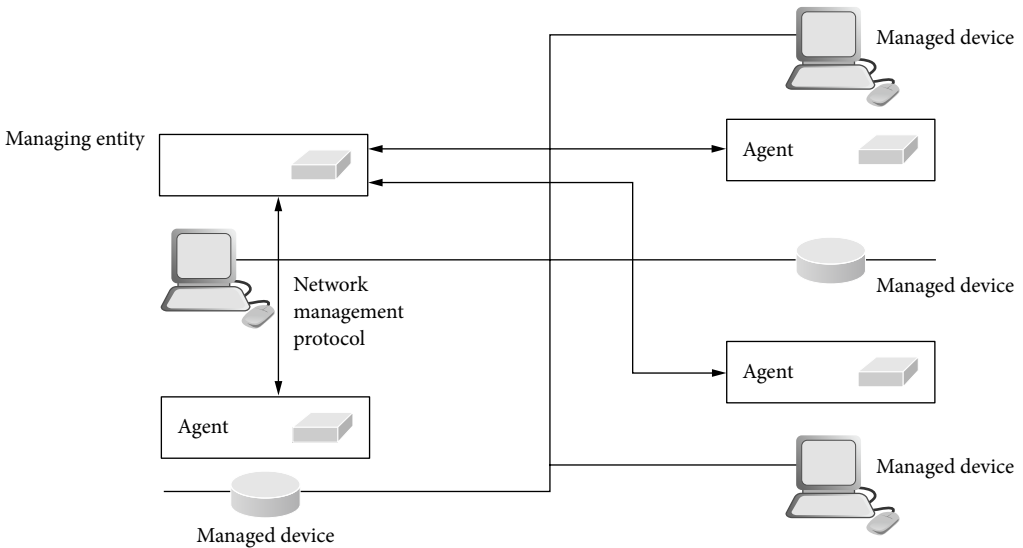 Managed device
Managing entity
Agent
Managed device
Network
management
protocol
Agent
Agent
Managed device
Managed device